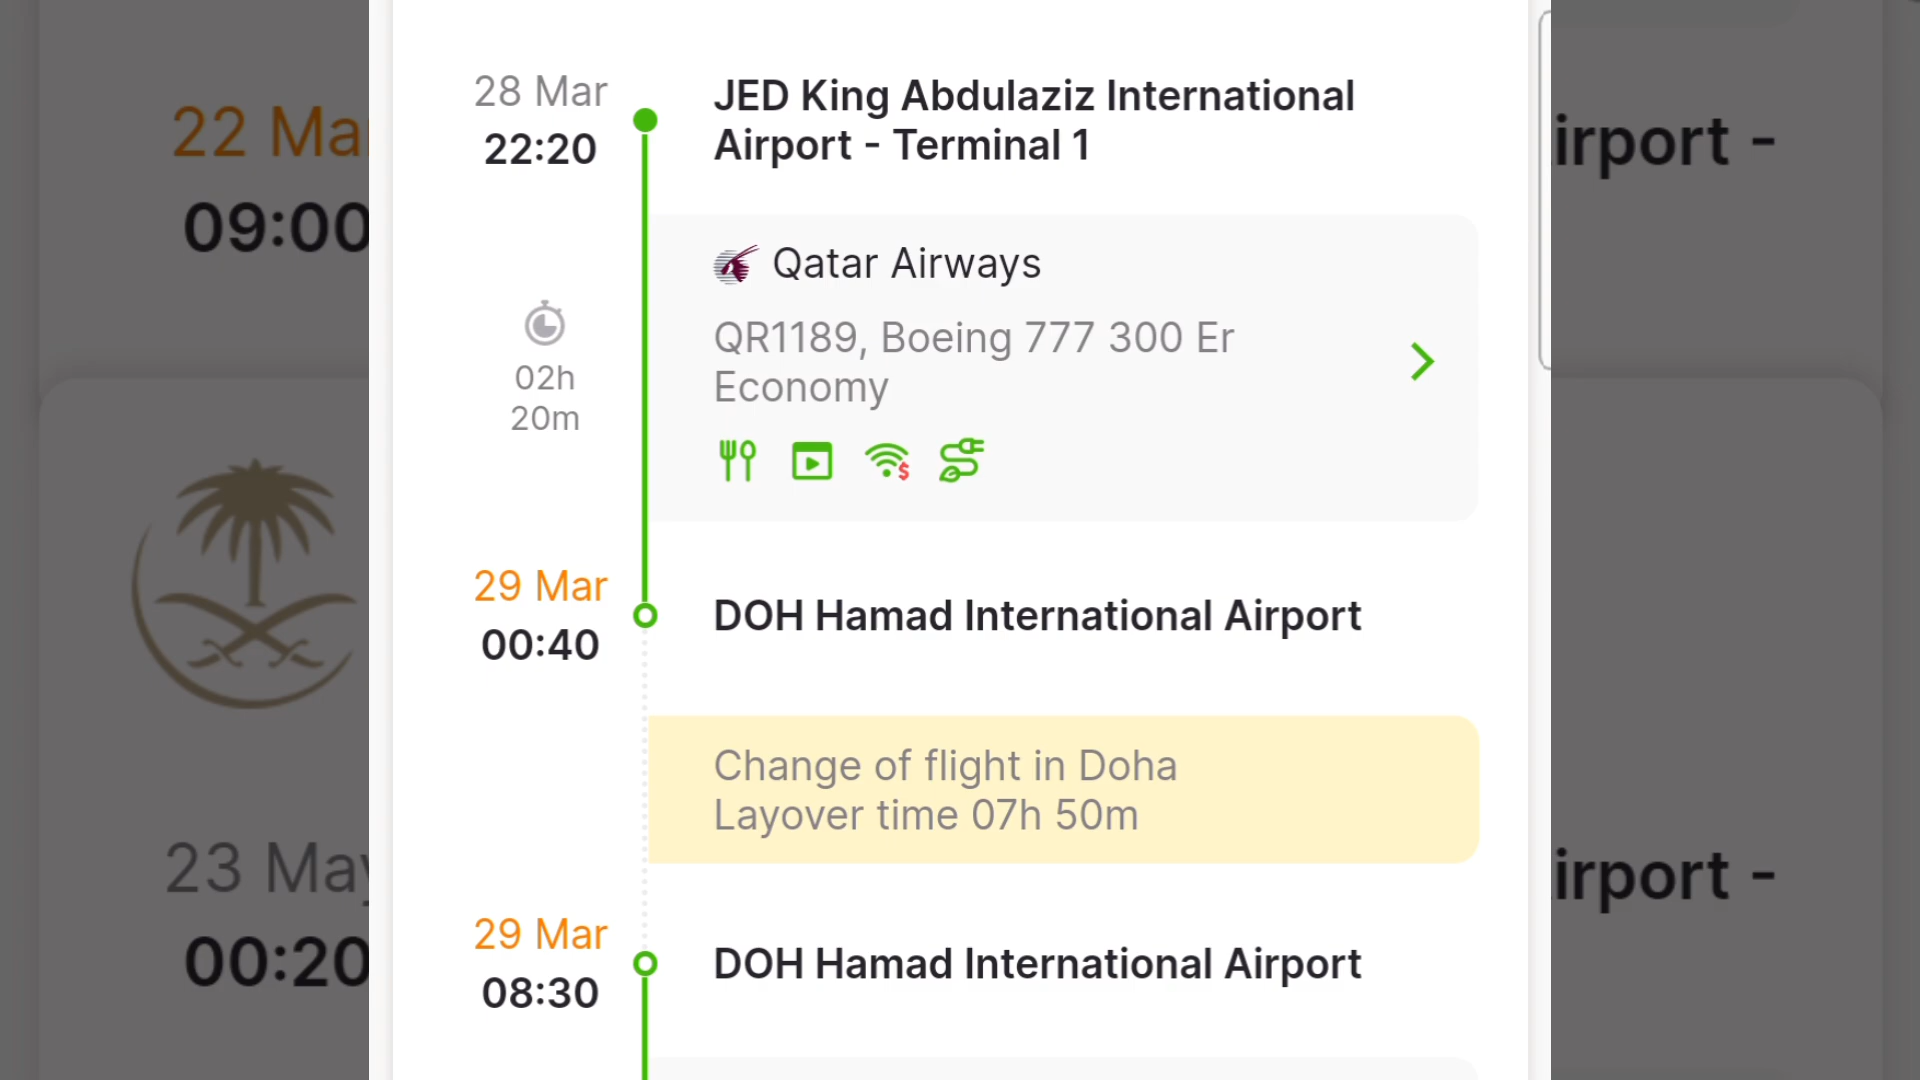 28 Mar
22:20
JED King Abdulaziz International
Airport - Terminal 1
Qatar Airways
QR1189, Boeing 777 300 Er
Economy
02h
20m
$
29 Mar
00:40
DOH Hamad International Airport
Change of flight in Doha
Layover time 07h 50m
29 Mar
08:30
DOH Hamad International Airport
22 Mar
09:00
irport -
23 May
00:20
irport -